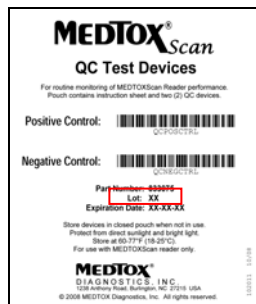 MEDTOX®
Scan
QC Test Devices
For routine monitoring of MEDTOXScan Reader performance.
Pouch contains instruction sheet and two (2) QC devices.
Positive Control:
QCPOSCTRL
Negative Control:
QCNEGCTRL
Part Number:
Lot: XX
Expiration Date: XX-XX-XX
Store devices in closed pouch when not in use.
Protect from direct sunlight and bright light.
Store at 60-77°F (18-25°C).
For use with MEDTOXScan reader only.
MEDTOX®
DIAGNOSTICS, INC.
1238 Anthony Road, Burlington, NC 27215 USA
© 2008 MEDTOX Diagnostics, Inc. All rights reserved.